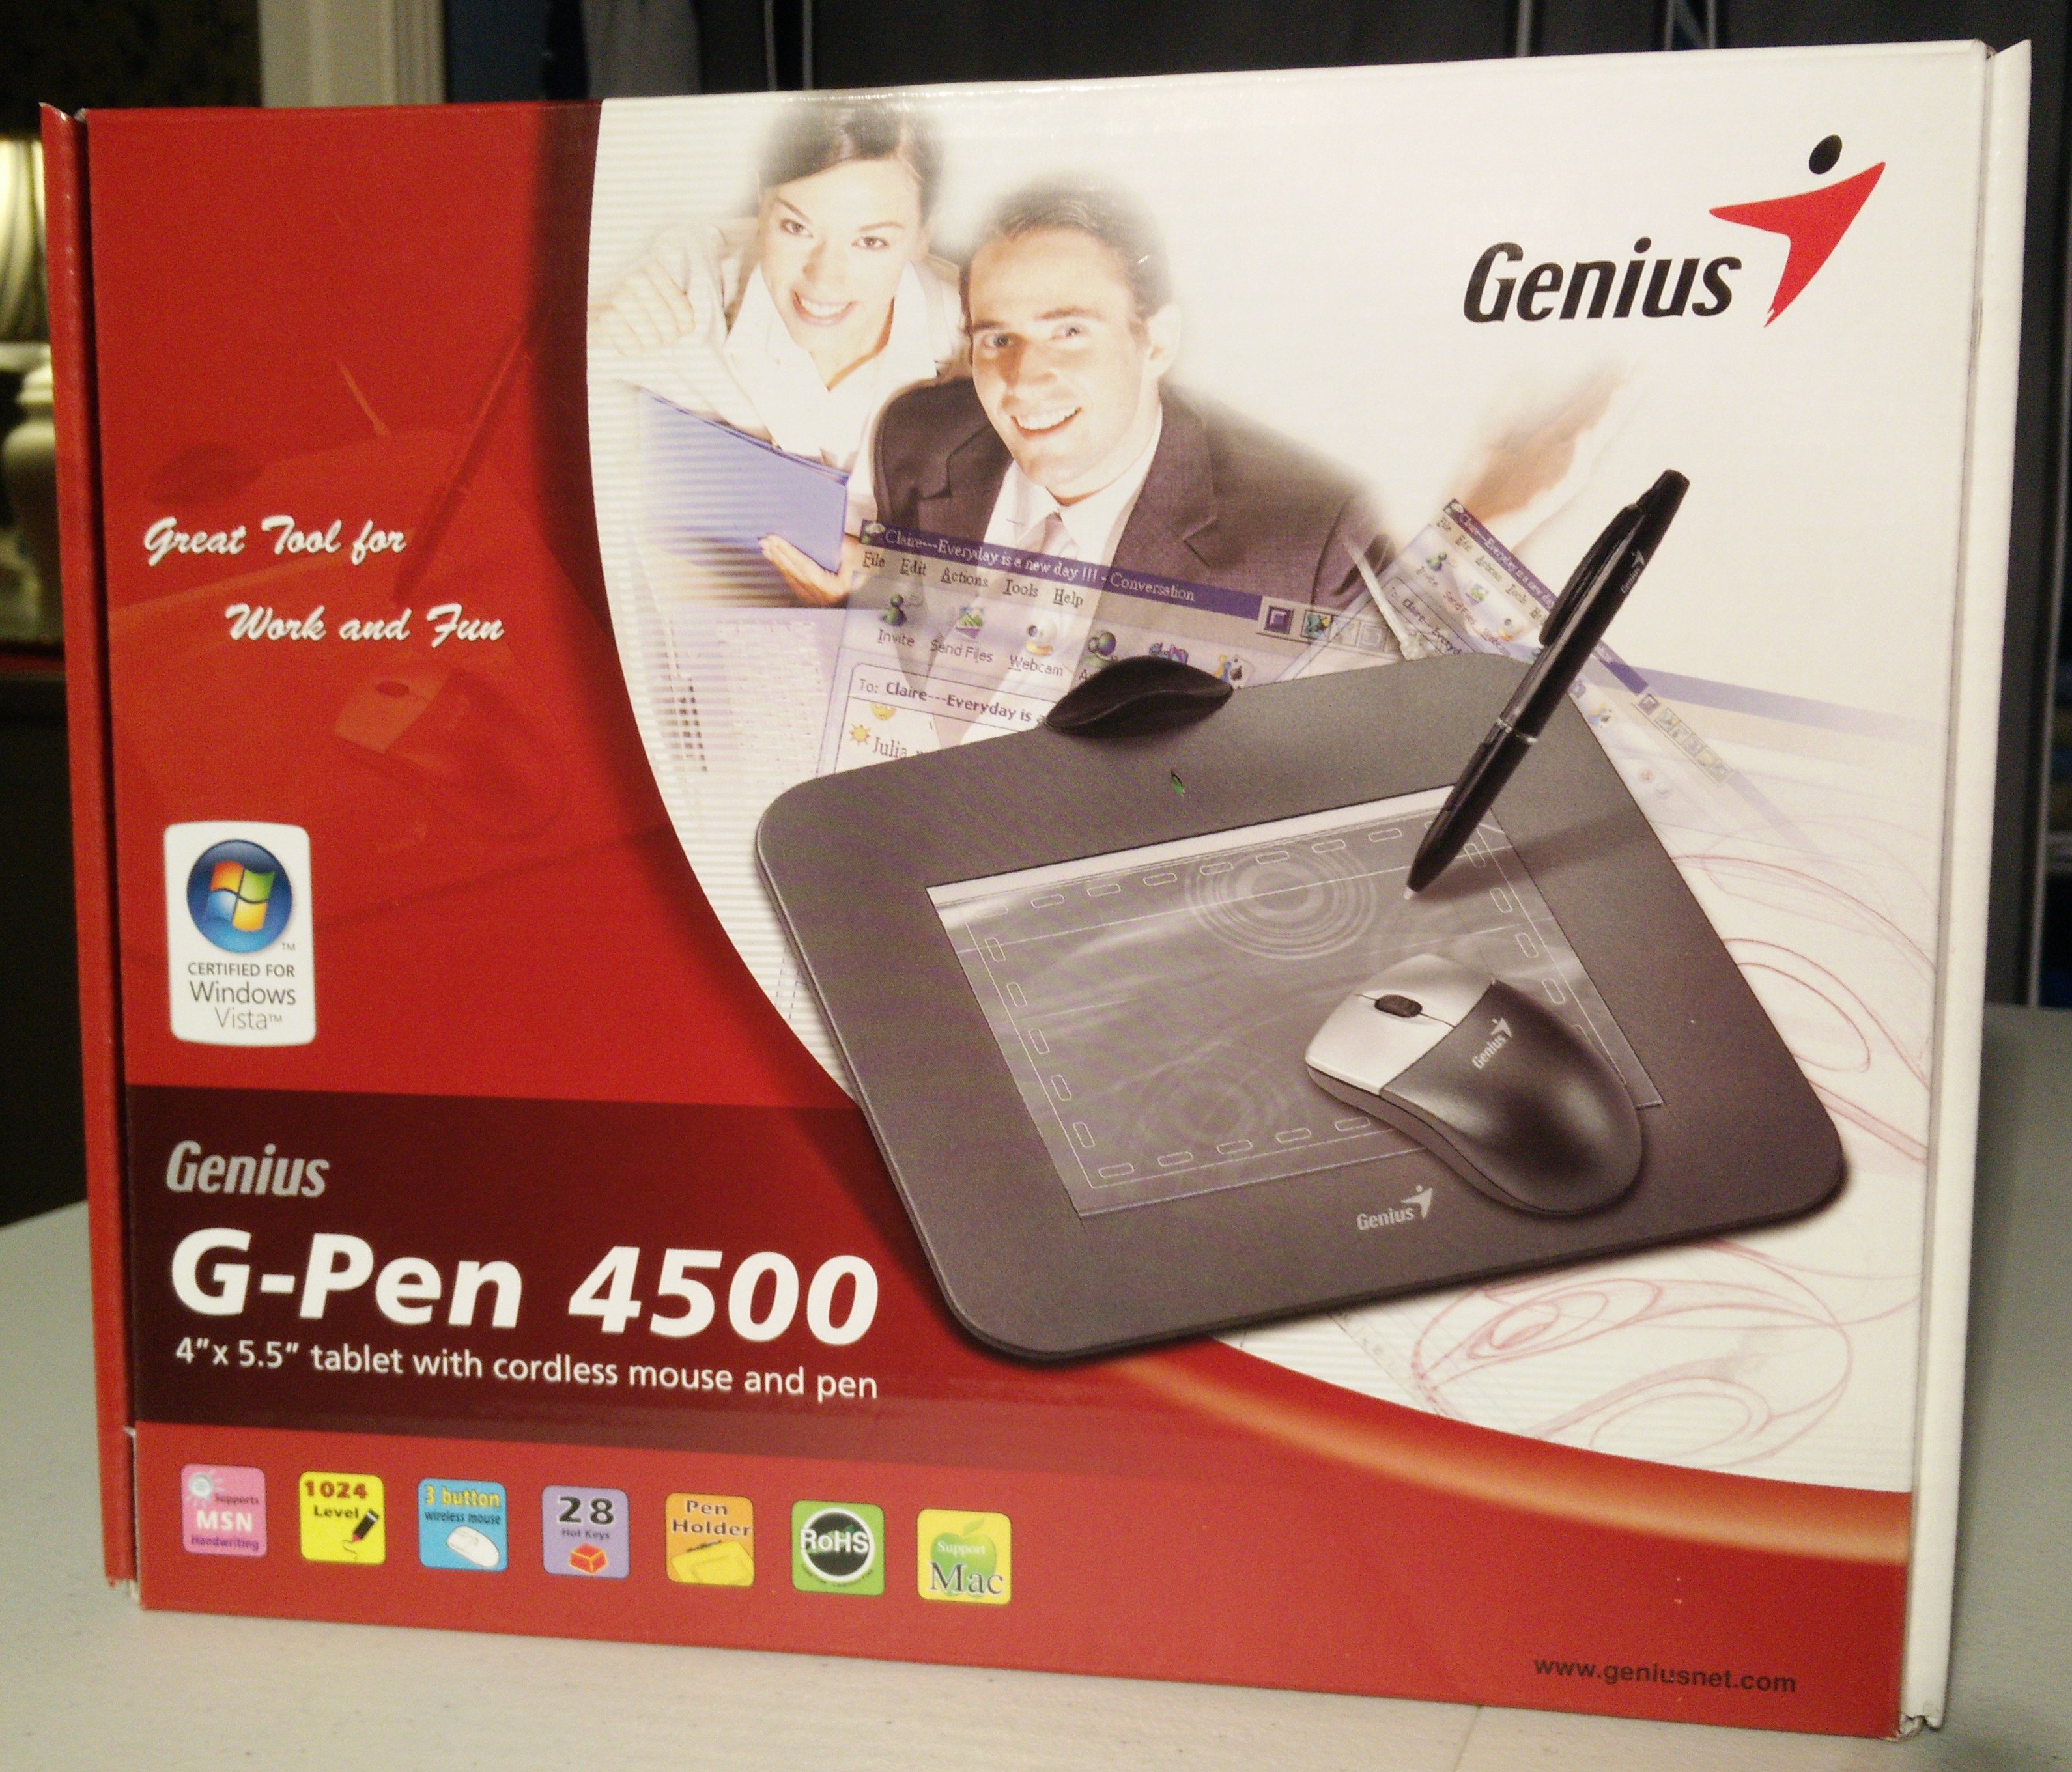 Genius
Great Tool for
Work and Fun
Claire---Everyday is a new day !!! - Conversation
File Edit Actions Tools Help
Invite Send Files Webcam
To: Claire---Everyday is a
Julia
Genius
CERTIFIED FOR
Windows
Vista™
Genius
Genius
Genius
G-Pen 4500
4”x 5.5” tablet with cordless mouse and pen
Supports
MSN
Handwriting
1024
Level
3 button
wireless mouse
28
Hot Keys
Pen
Holder
RoHS
Support
Mac
www.geniusnet.com